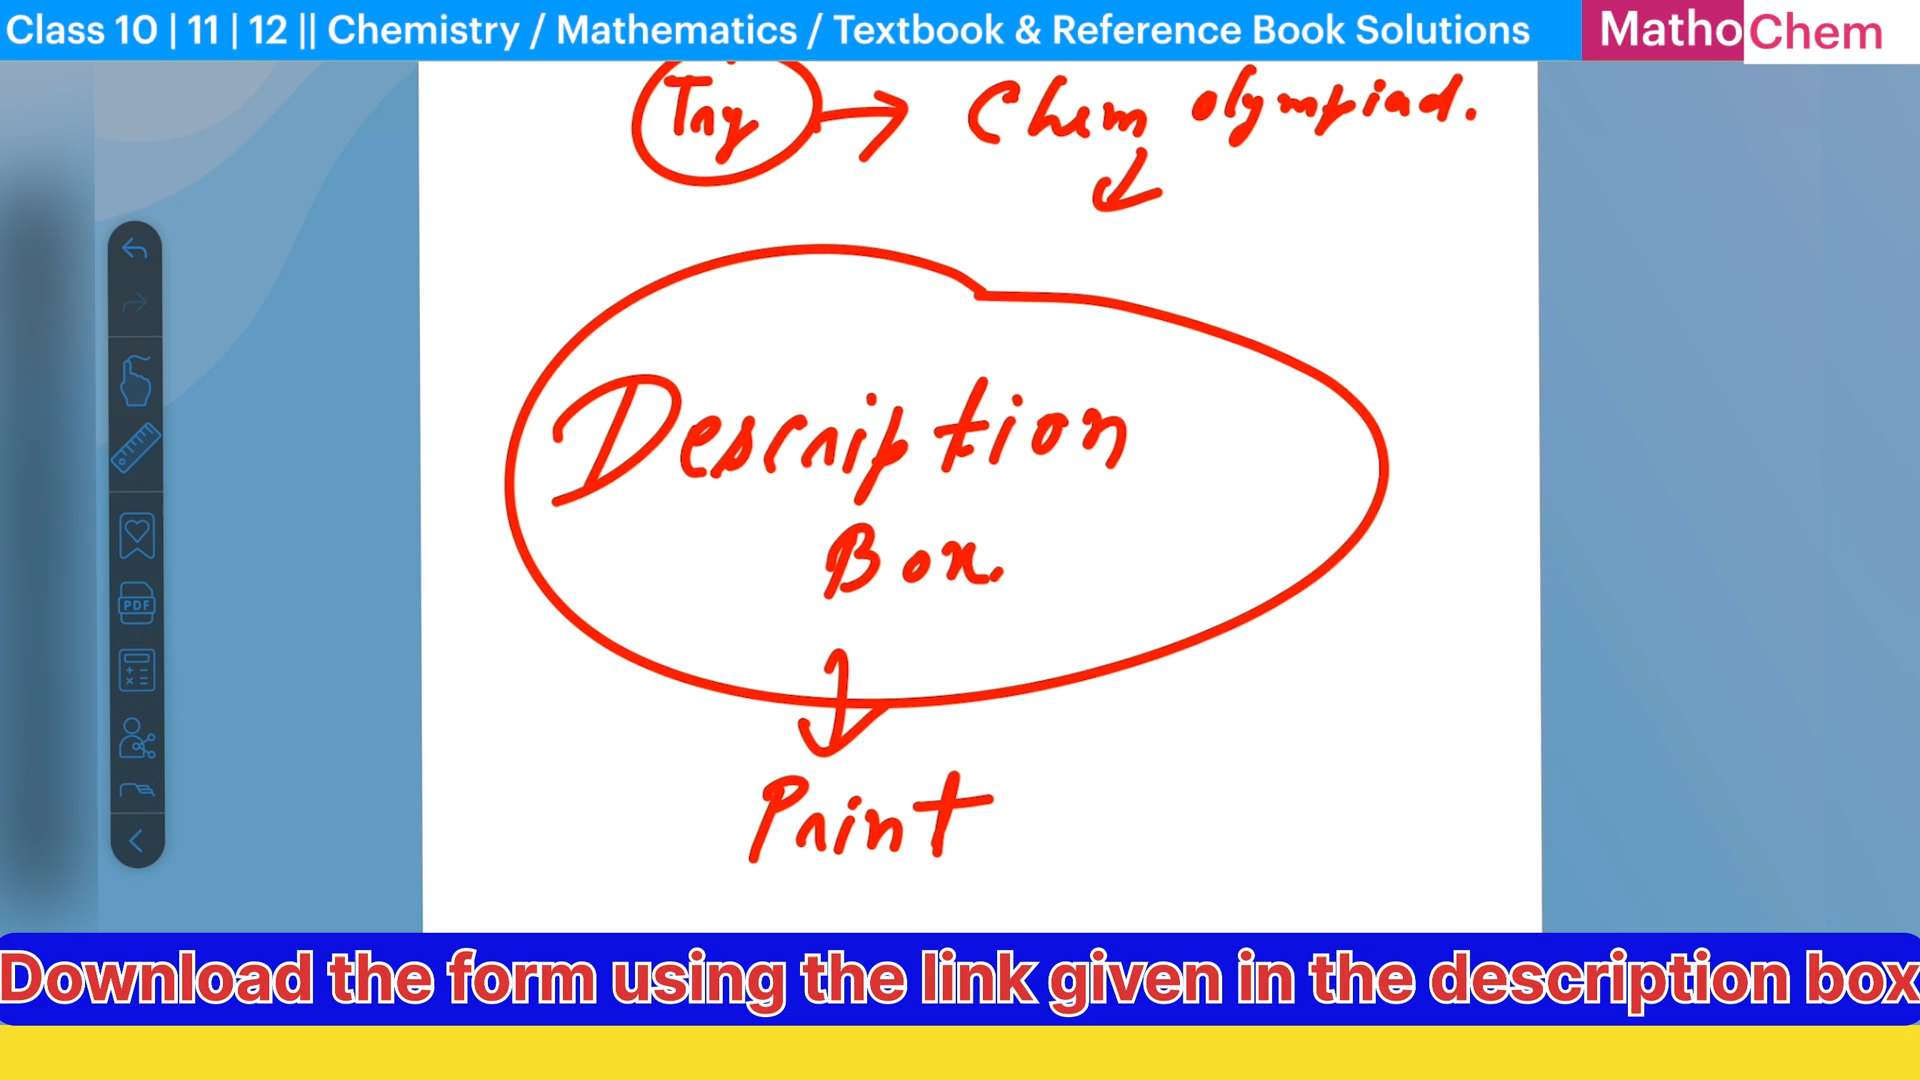 Class 10 | 11 | 12 || Chemistry / Mathematics / Textbook & Reference Book Solutions
MathoChem
Try → Chem olympiad.
Description
Box.
Print
PDF
Download the form using the link given in the description box